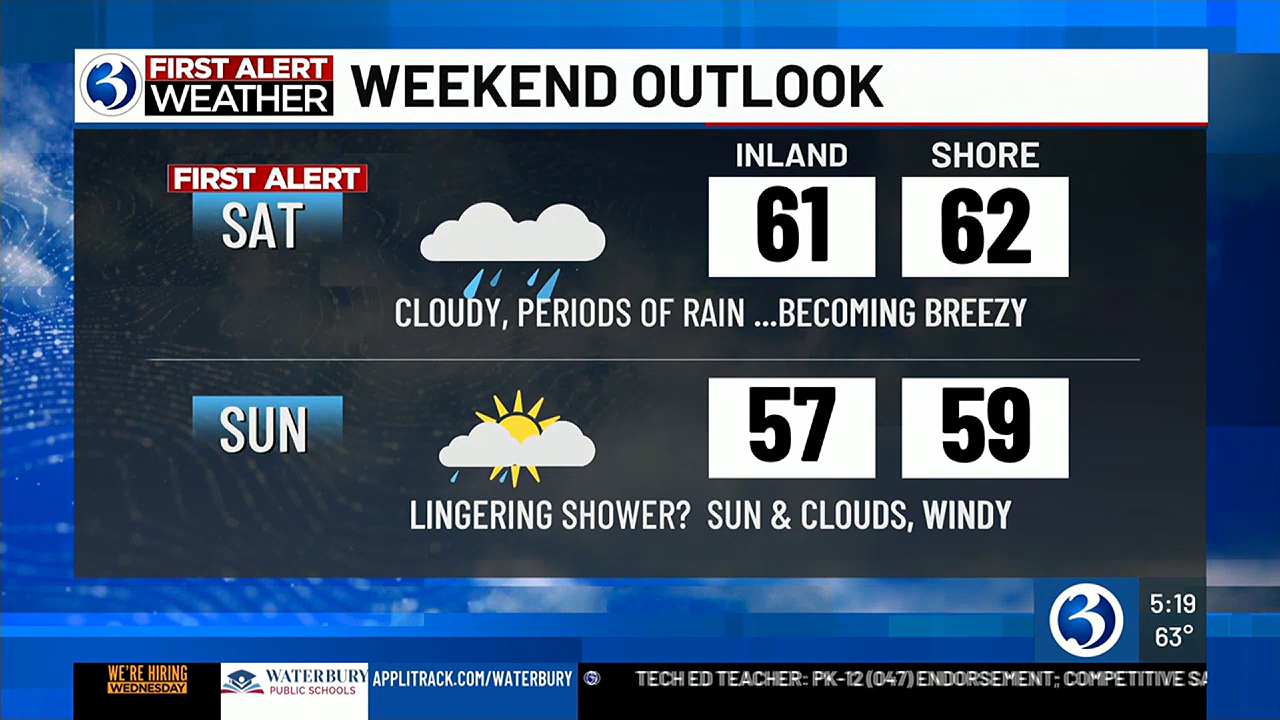 3 FIRST ALERT
WEATHER
WEEKEND OUTLOOK
INLAND SHORE
FIRST ALERT
SAT
61 62
CLOUDY, PERIODS OF RAIN ...BECOMING BREEZY
SUN
57 59
LINGERING SHOWER? SUN & CLOUDS, WINDY
3
5:19
63°
WE'RE HIRING
WEDNESDAY
WATERBURY
PUBLIC SCHOOLS
APPLITRACK.COM/WATERBURY
TECH ED TEACHER: PK-12 (047) ENDORSEMENT; COMPETITIVE